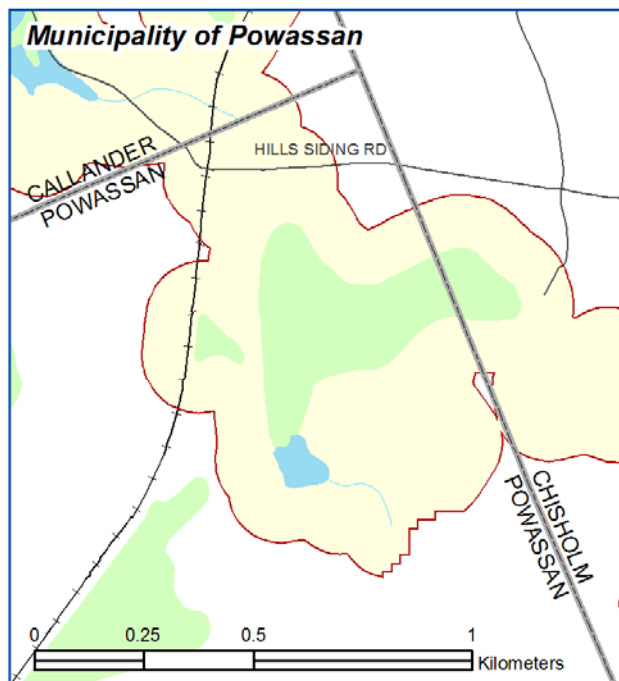 Municipality of Powassan
HILLS SIDING RD
CALLANDER
POWASSAN
CHISHOLM
POWASSAN
0 0.25 0.5 1
Kilometers